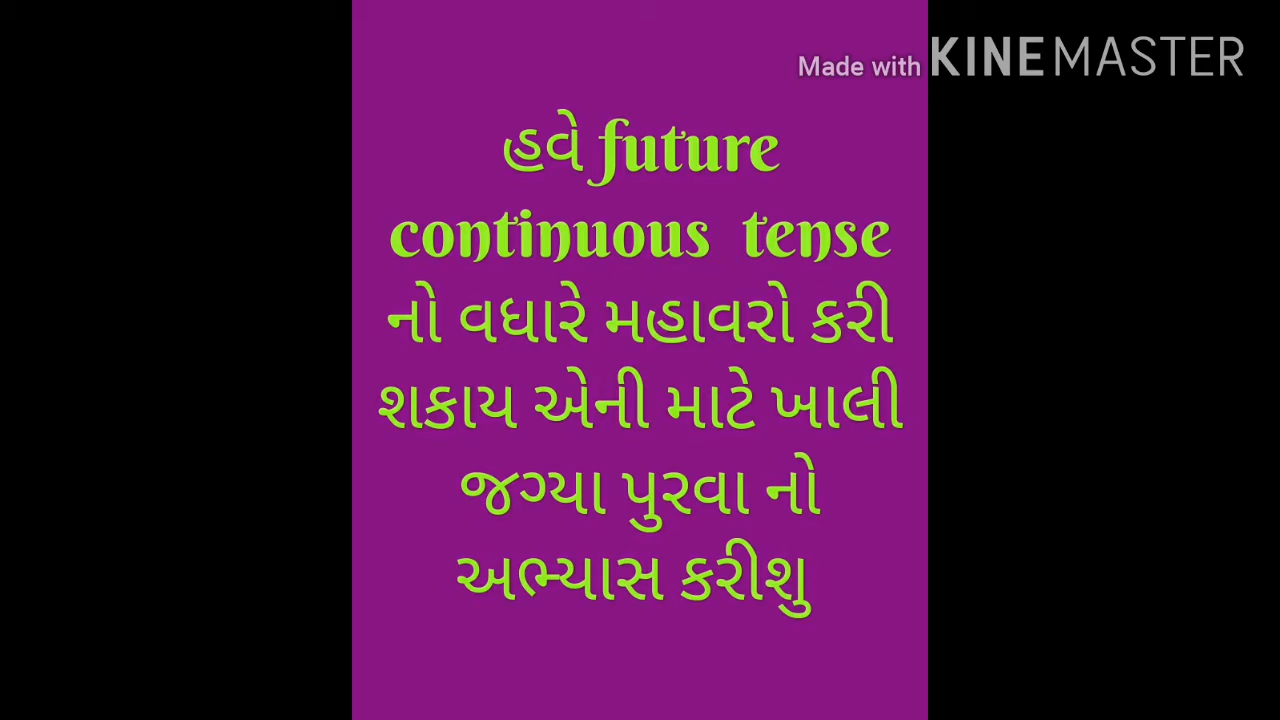 Made with KINEMASTER
હવે future
continuous tense
નો વધારે મહાવરો કરી
શકાય એની માટે ખાલી
જગ્યા પુરવા નો
અભ્યાસ કરીશુ